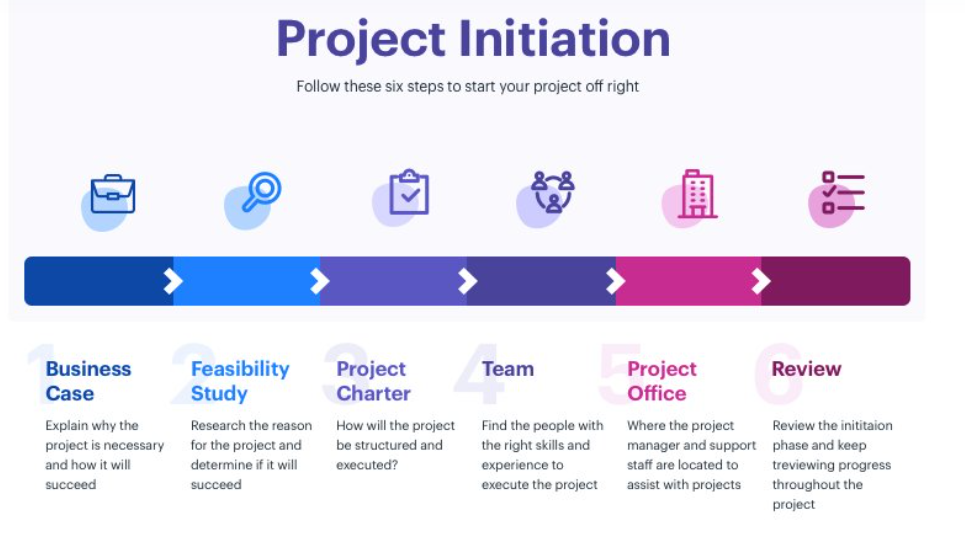 Project Initiation
Follow these six steps to start your project off right
1
Business
Case
Explain why the
project is necessary
and how it will
succeed
2
Feasibility
Study
Research the reason
for the project and
determine if it will
succeed
3
Project
Charter
How will the project
be structured and
executed?
4
Team
Find the people with
the right skills and
experience to
execute the project
5
Project
Office
Where the project
manager and support
staff are located to
assist with projects
6
Review
Review the inititaion
phase and keep
treviewing progress
throughout the
project